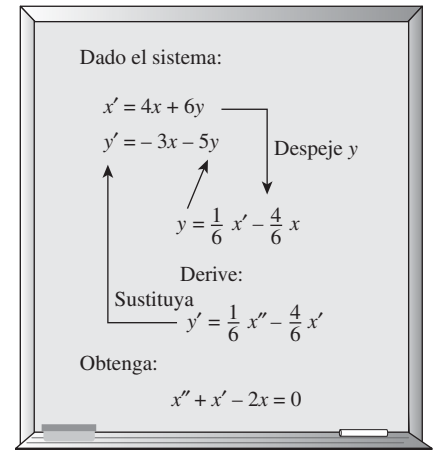 Dado el sistema:
x′ = 4x + 6y
y′ = – 3x – 5y
Despeje y
y = 1/6 x′ – 4/6 x
Derive:
Sustituya
y′ = 1/6 x″ – 4/6 x′
Obtenga:
x″ + x′ – 2x = 0